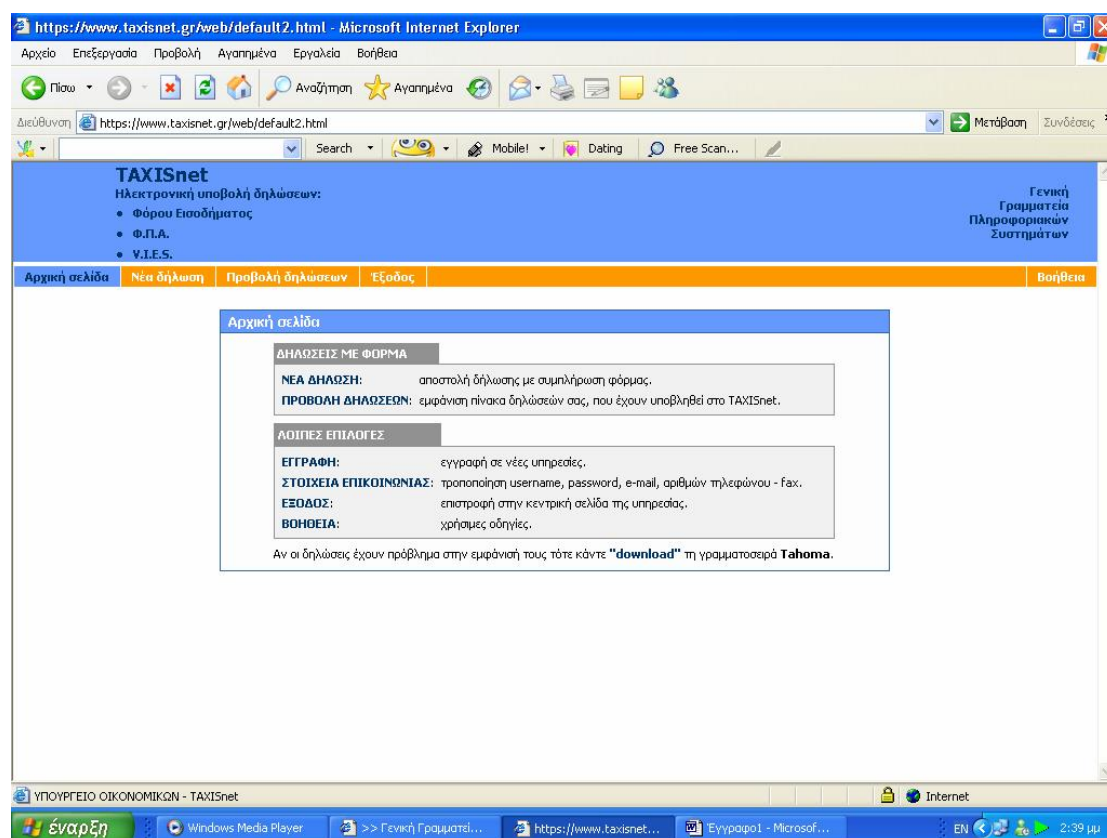 https://www.taxisnet.gr/web/default2.html - Microsoft Internet Explorer
Αρχείο Επεξεργασία Προβολή Αγαπημένα Εργαλεία Βοήθεια
Πίσω Αναζήτηση Αγαπημένα
Διεύθυνση https://www.taxisnet.gr/web/default2.html Μετάβαση Συνδέσεις
Search Mobile! Dating Free Scan...
TAXISnet
Ηλεκτρονική υποβολή δηλώσεων:
• Φόρου Εισοδήματος
• Φ.Π.Α.
• V.I.E.S.
Γενική
Γραμματεία
Πληροφοριακών
Συστημάτων
Αρχική σελίδα Νέα δήλωση Προβολή δηλώσεων Έξοδος Βοήθεια
Αρχική σελίδα
ΔΗΛΩΣΕΙΣ ΜΕ ΦΟΡΜΑ
ΝΕΑ ΔΗΛΩΣΗ: αποστολή δήλωσης με συμπλήρωση φόρμας.
ΠΡΟΒΟΛΗ ΔΗΛΩΣΕΩΝ: εμφάνιση πίνακα δηλώσεών σας, που έχουν υποβληθεί στο TAXISnet.
ΛΟΙΠΕΣ ΕΠΙΛΟΓΕΣ
ΕΓΓΡΑΦΗ: εγγραφή σε νέες υπηρεσίες.
ΣΤΟΙΧΕΙΑ ΕΠΙΚΟΙΝΩΝΙΑΣ: τροποποίηση username, password, e-mail, αριθμών τηλεφώνου - fax.
ΕΞΟΔΟΣ: επιστροφή στην κεντρική σελίδα της υπηρεσίας.
ΒΟΗΘΕΙΑ: χρήσιμες οδηγίες.
Αν οι δηλώσεις έχουν πρόβλημα στην εμφάνισή τους τότε κάντε "download" τη γραμματοσειρά Tahoma.
ΥΠΟΥΡΓΕΙΟ ΟΙΚΟΝΟΜΙΚΩΝ - TAXISnet Internet
έναρξη Windows Media Player >> Γενική Γραμματεί... https://www.taxisnet... Έγγραφο1 - Microsof... EN 2:39 μμ